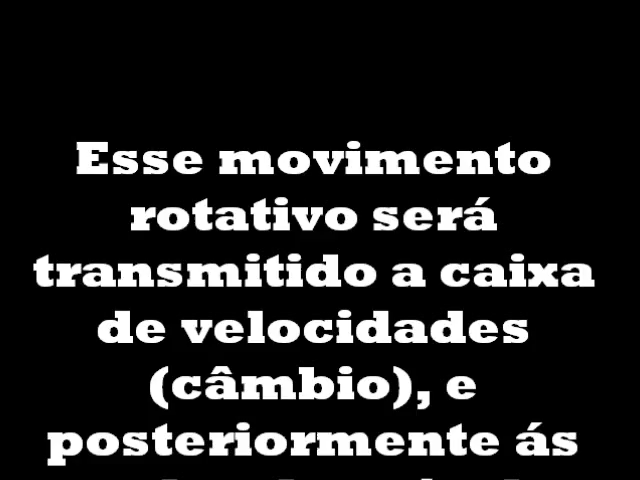 Esse movimento
rotativo será
transmitido a caixa
de velocidades
(câmbio), e
posteriormente ás